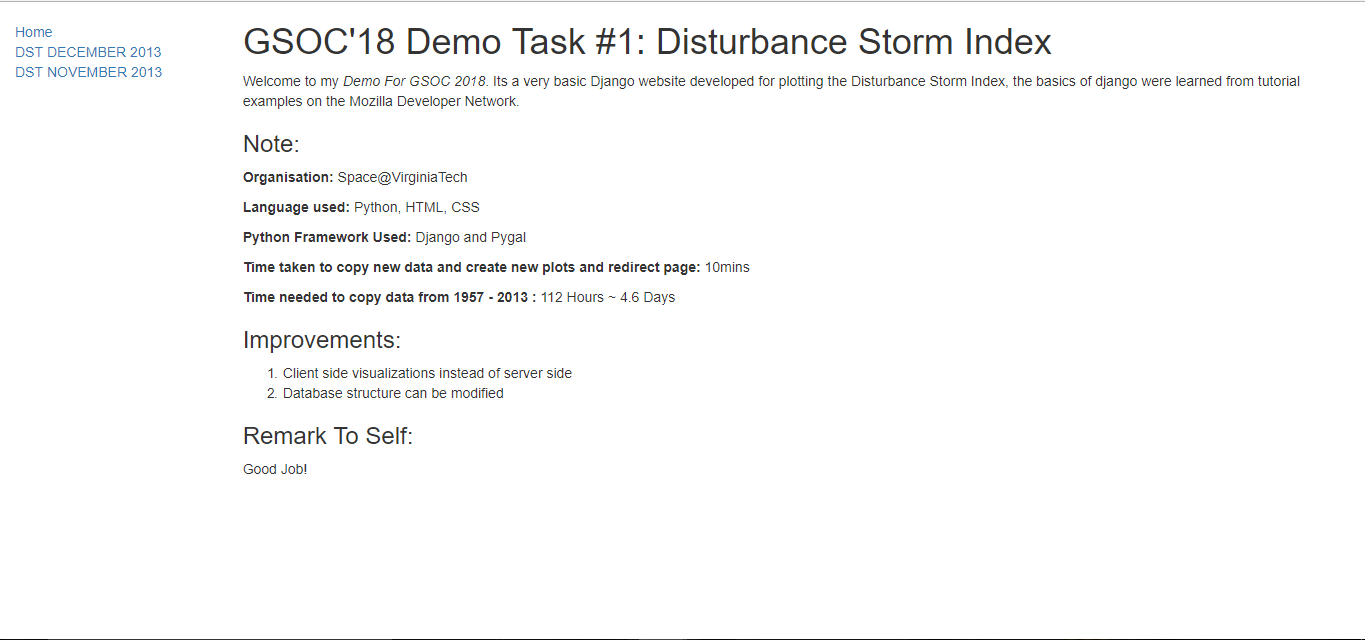 Home
DST DECEMBER 2013
DST NOVEMBER 2013
GSOC'18 Demo Task #1: Disturbance Storm Index
Welcome to my Demo For GSOC 2018. Its a very basic Django website developed for plotting the Disturbance Storm Index, the basics of django were learned from tutorial
examples on the Mozilla Developer Network.
Note:
Organisation: Space@VirginiaTech
Language used: Python, HTML, CSS
Python Framework Used: Django and Pygal
Time taken to copy new data and create new plots and redirect page: 10mins
Time needed to copy data from 1957 - 2013 : 112 Hours ~ 4.6 Days
Improvements:
1. Client side visualizations instead of server side
2. Database structure can be modified
Remark To Self:
Good Job!